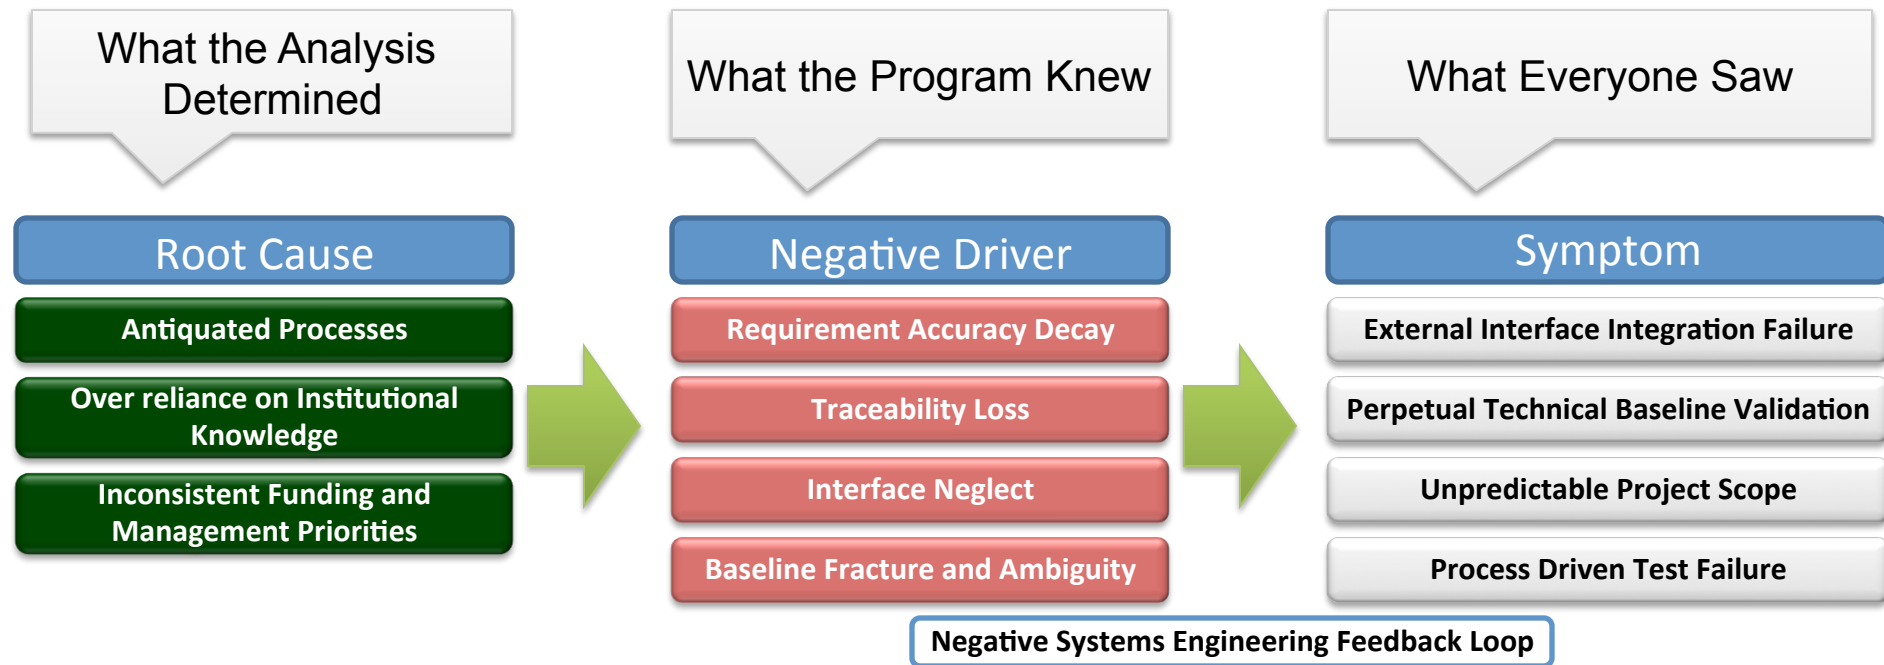 What the Analysis
Determined
What the Program Knew
What Everyone Saw
Root Cause
Antiquated Processes
Over reliance on Institutional
Knowledge
Inconsistent Funding and
Management Priorities
Negative Driver
Requirement Accuracy Decay
Traceability Loss
Interface Neglect
Baseline Fracture and Ambiguity
Symptom
External Interface Integration Failure
Perpetual Technical Baseline Validation
Unpredictable Project Scope
Process Driven Test Failure
Negative Systems Engineering Feedback Loop